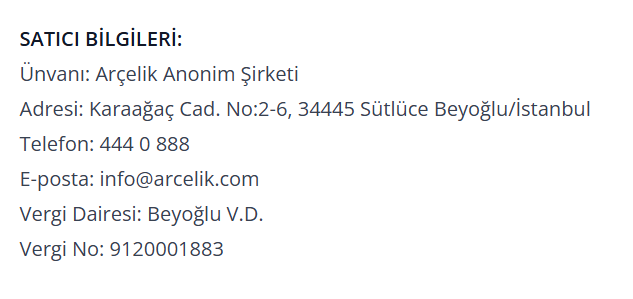 SATICI BİLGİLERİ:
Ünvanı: Arçelik Anonim Şirketi
Adresi: Karaağaç Cad. No:2-6, 34445 Sütlüce Beyoğlu/İstanbul
Telefon: 444 0 888
E-posta: info@arcelik.com
Vergi Dairesi: Beyoğlu V.D.
Vergi No: 9120001883